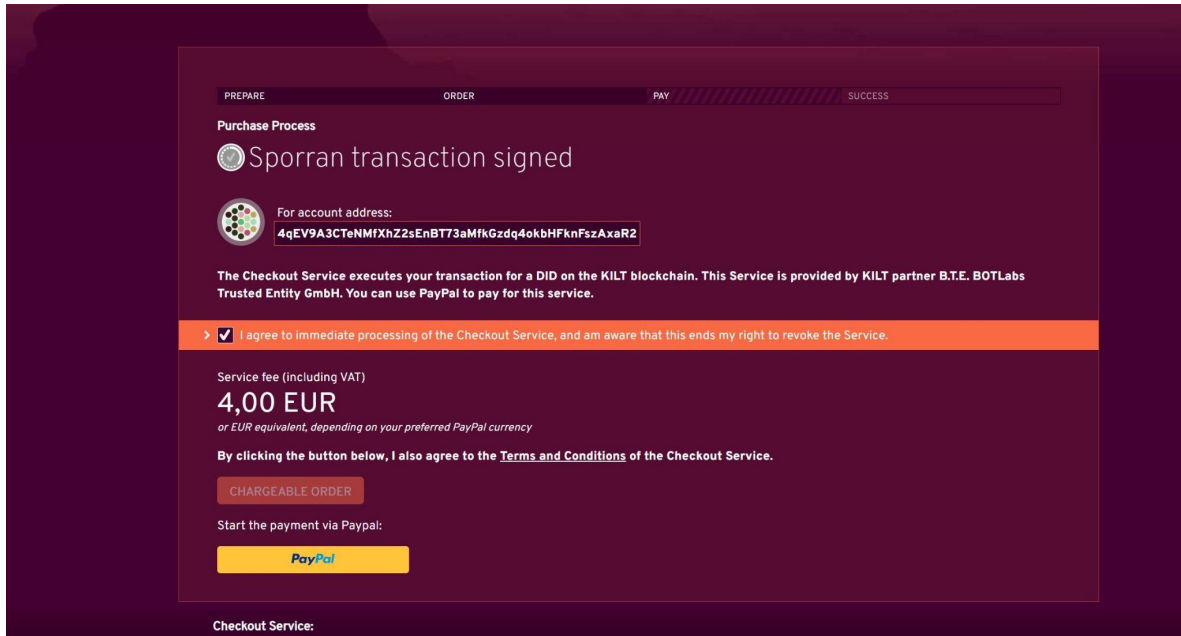 PREPARE ORDER PAY SUCCESS
Purchase Process
Sporran transaction signed
For account address:
4qEV9A3CTeNMfXhZ2sEnBT73aMfkGzdq4okbHFknFszAxaR2
The Checkout Service executes your transaction for a DID on the KILT blockchain. This Service is provided by KILT partner B.T.E. BOTLabs
Trusted Entity GmbH. You can use PayPal to pay for this service.
I agree to immediate processing of the Checkout Service, and am aware that this ends my right to revoke the Service.
Service fee (including VAT)
4,00 EUR
or EUR equivalent, depending on your preferred PayPal currency
By clicking the button below, I also agree to the Terms and Conditions of the Checkout Service.
CHARGEABLE ORDER
Start the payment via Paypal:
PayPal
Checkout Service: